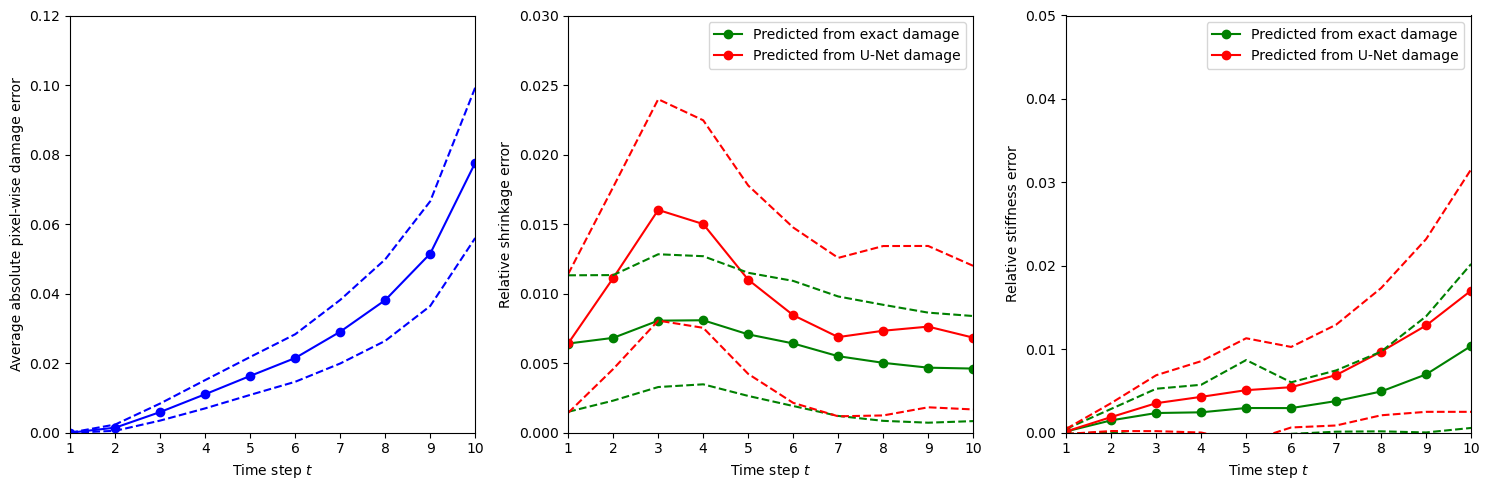 Average absolute pixel-wise damage error
0.12
0.10
0.08
0.06
0.04
0.02
0.00
1 2 3 4 5 6 7 8 9 10
Time step t
Relative shrinkage error
0.030
0.025
0.020
0.015
0.010
0.005
0.000
Predicted from exact damage
Predicted from U-Net damage
1 2 3 4 5 6 7 8 9 10
Time step t
Relative stiffness error
0.05
0.04
0.03
0.02
0.01
0.00
Predicted from exact damage
Predicted from U-Net damage
1 2 3 4 5 6 7 8 9 10
Time step t